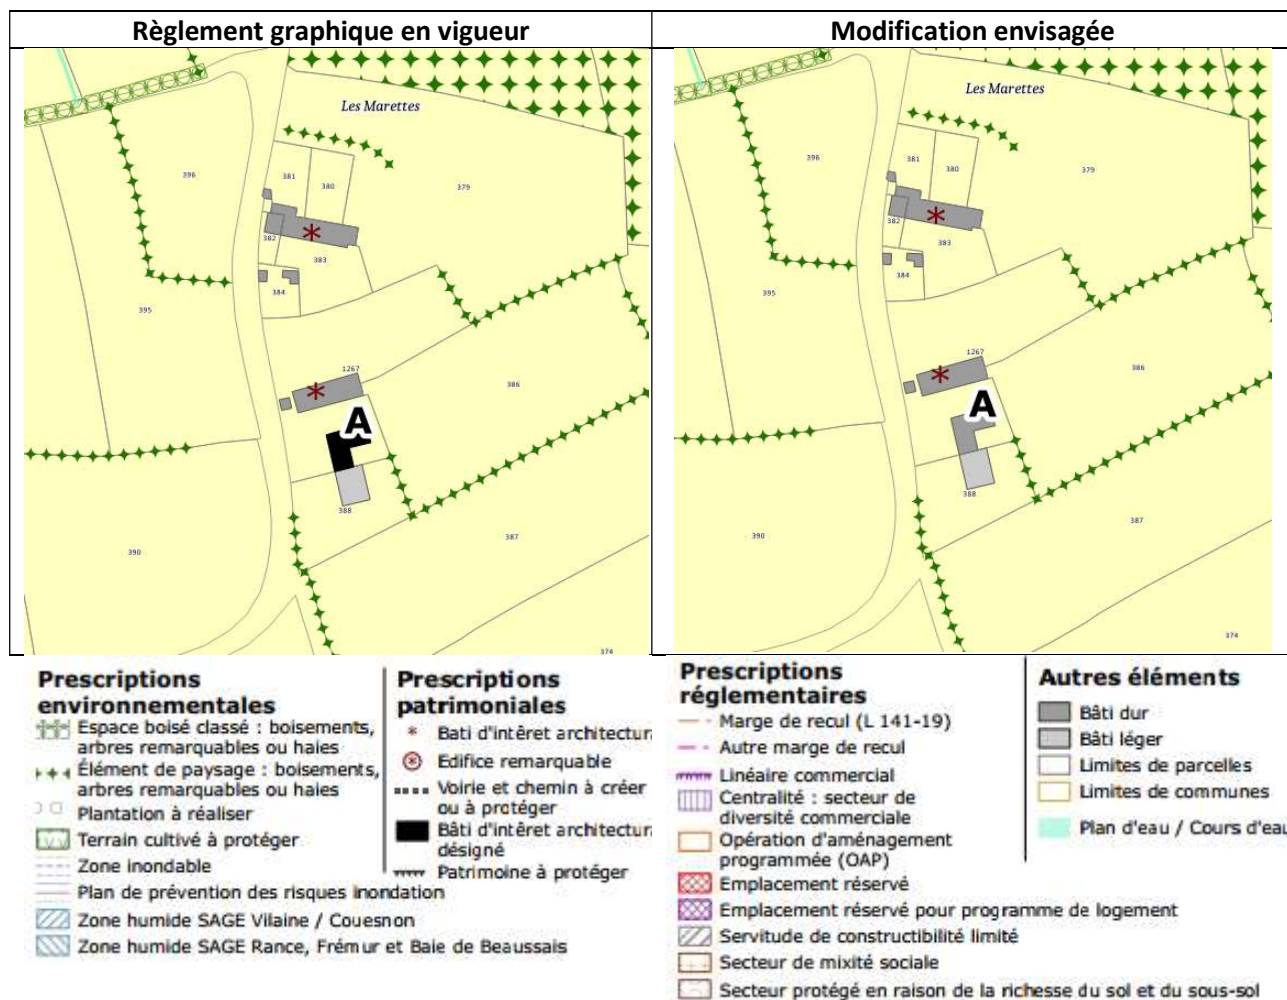 Règlement graphique en vigueur
Modification envisagée
Les Marettes
396
381
380
379
382
383
384
395
1267
386
A
388
390
387
374
Les Marettes
396
381
380
379
382
383
384
395
1267
386
A
388
390
387
374
Prescriptions
environnementales
Espace boisé classé : boisements,
arbres remarquables ou haies
Élément de paysage : boisements,
arbres remarquables ou haies
Plantation à réaliser
Terrain cultivé à protéger
Zone inondable
Plan de prévention des risques inondation
Zone humide SAGE Vilaine / Couesnon
Zone humide SAGE Rance, Frémur et Baie de Beaussais
Prescriptions
patrimoniales
Bati d'intêret architectura
Edifice remarquable
Voirie et chemin à créer
ou à protéger
Bâti d'intêret architectura
désigné
Patrimoine à protéger
Prescriptions
réglementaires
Marge de recul (L 141-19)
Autre marge de recul
Linéaire commercial
Centralité : secteur de
diversité commerciale
Opération d'aménagement
programmée (OAP)
Emplacement réservé
Emplacement réservé pour programme de logement
Servitude de constructibilité limité
Secteur de mixité sociale
Secteur protégé en raison de la richesse du sol et du sous-sol
Autres éléments
Bâti dur
Bâti léger
Limites de parcelles
Limites de communes
Plan d'eau / Cours d'eau